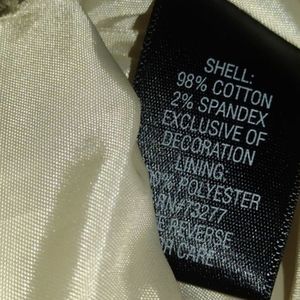 SHELL:
98% COTTON
2% SPANDEX
EXCLUSIVE OF
DECORATION
LINING:
POLYESTER
73277
REVERSE
CARE